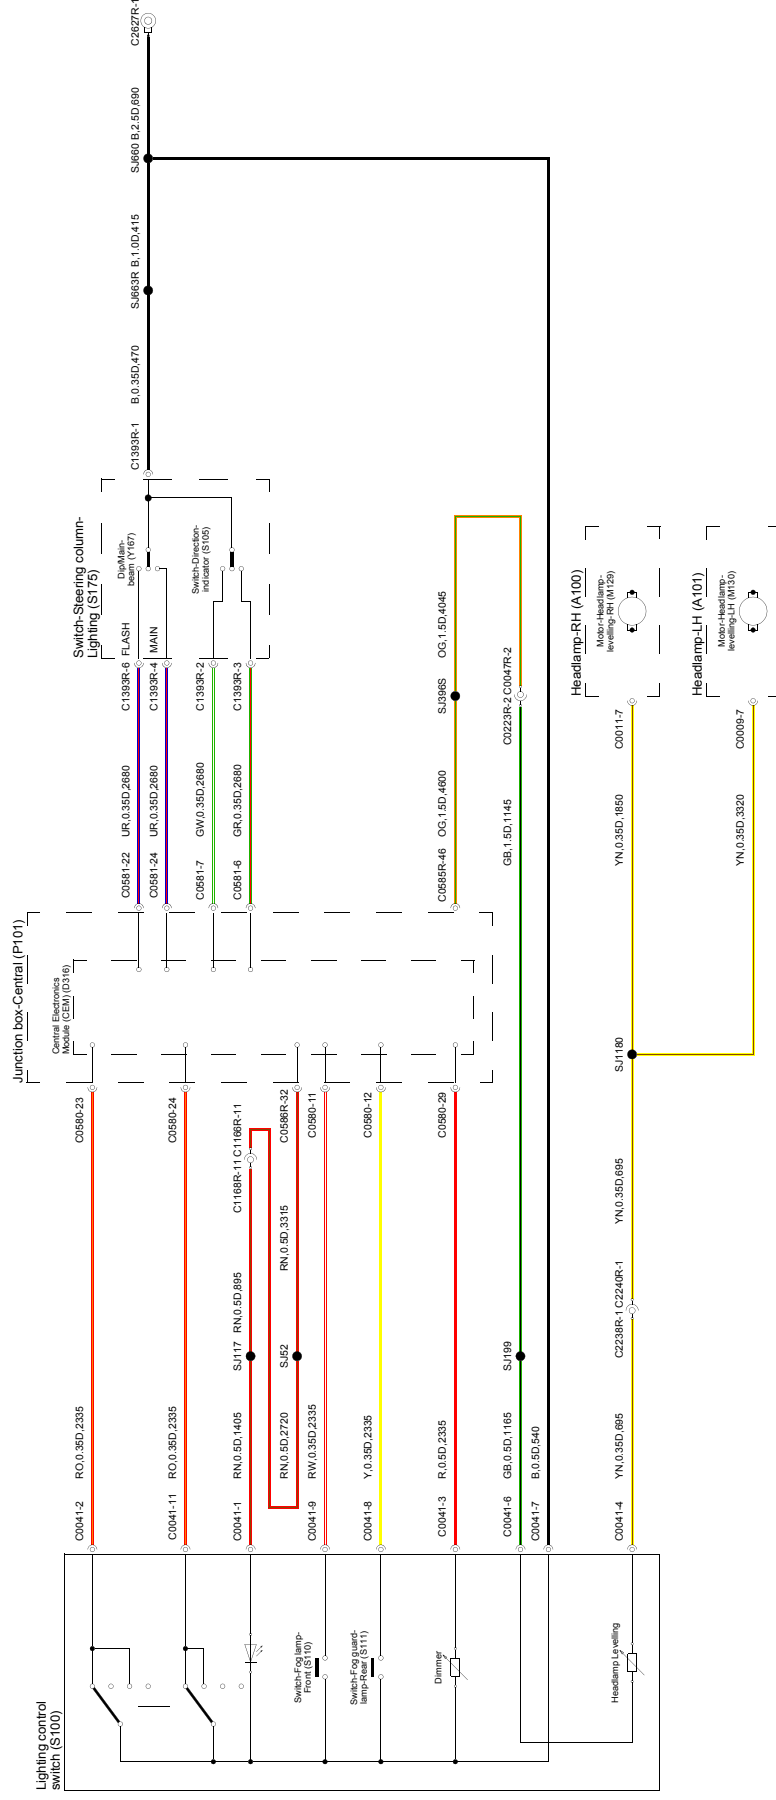 C2627R-1
B,2.5D,690
SJ660
B,1.0D,415
SJ663R
B,0.35D,470
C1393R-1
Switch-Steering column-
Lighting (S175)
Dip/Main-
beam (Y167)
Switch-Direction-
indicator (S105)
FLASH
MAIN
C1393R-6
C1393R-4
C1393R-2
C1393R-3
UR,0.35D,2680
UR,0.35D,2680
GW,0.35D,2680
GR,0.35D,2680
C0581-22
C0581-24
C0581-7
C0581-6
OG,1.5D,4045
SJ396S
OG,1.5D,4600
C0585R-46
C0047R-2
C0223R-2
GB,1.5D,1145
Headlamp-RH (A100)
Motor-Headlamp-
levelling-RH (M129)
Headlamp-LH (A101)
Motor-Headlamp-
levelling-LH (M130)
C0011-7
C0009-7
YN,0.35D,1850
YN,0.35D,3320
SJ1180
Junction box-Central (P101)
Central Electronics
Module (CEM) (D316)
C0580-23
C0580-24
C1166R-11
C1168R-11
C0586R-32
C0580-11
C0580-12
C0580-29
RN,0.5D,895
RN,0.5D,3315
SJ117
SJ52
SJ199
YN,0.35D,695
C2240R-1
C2238R-1
RO,0.35D,2335
RO,0.35D,2335
RN,0.5D,1405
RN,0.5D,2720
RW,0.35D,2335
Y,0.35D,2335
R,0.5D,2335
GB,0.5D,1165
B,0.5D,540
YN,0.35D,695
C0041-2
C0041-11
C0041-1
C0041-9
C0041-8
C0041-3
C0041-6
C0041-7
C0041-4
Lighting control
switch (S100)
Switch-Fog lamp-
Front (S110)
Switch-Fog guard-
lamp-Rear (S111)
Dimmer
Headlamp Levelling